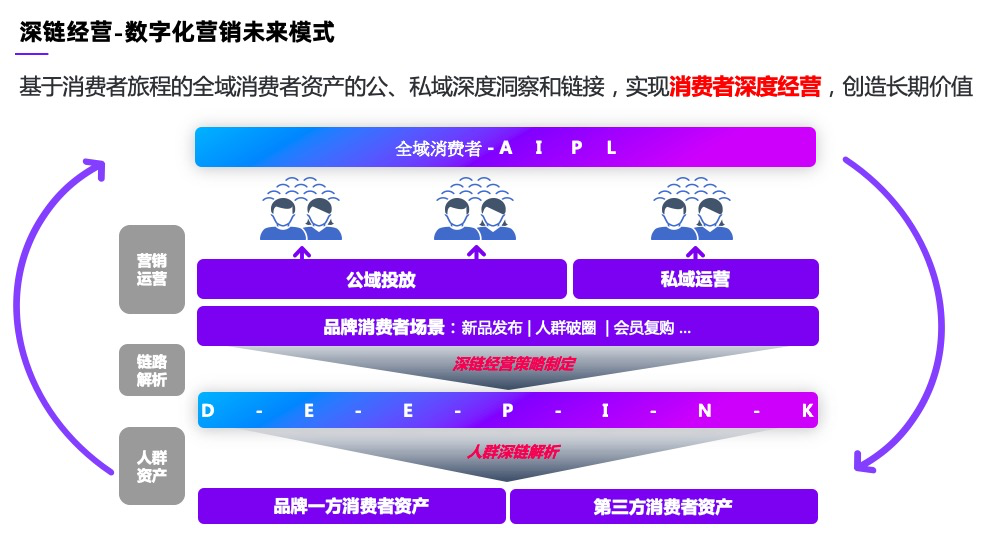 深链经营-数字化营销未来模式
基于消费者旅程的全域消费者资产的公、私域深度洞察和链接，实现消费者深度经营，创造长期价值
全域消费者 - A I P L
营销
运营
公域投放
私域运营
品牌消费者场景：新品发布 | 人群破圈 | 会员复购 ...
链路
解析
深链经营策略制定
D - E - E - P - I - N - K
人群
资产
人群深链解析
品牌一方消费者资产
第三方消费者资产